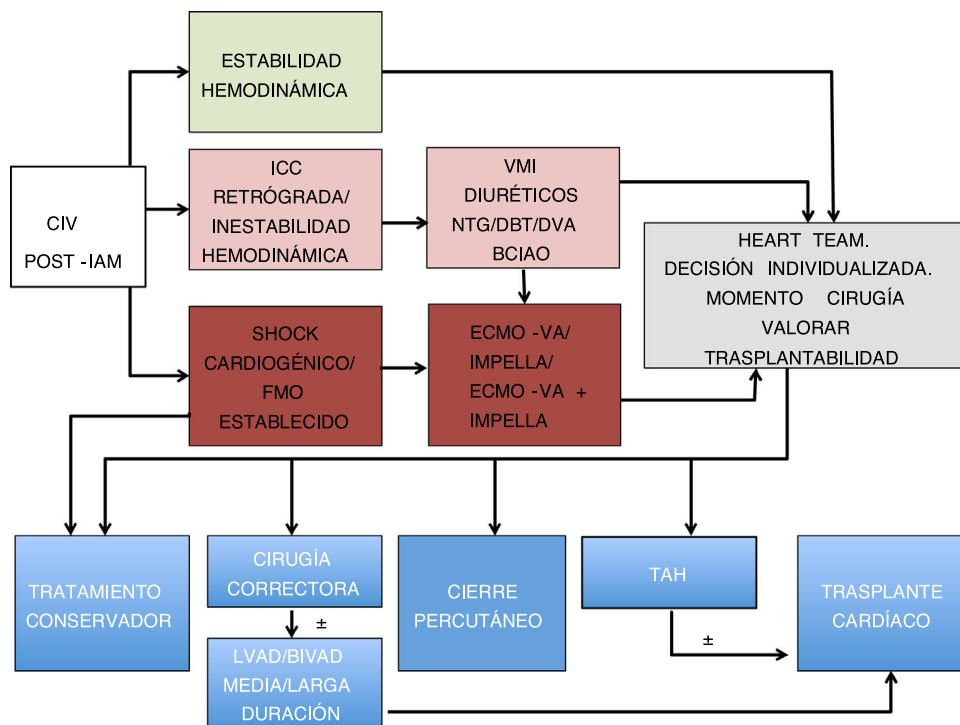 ESTABILIDAD
HEMODINÁMICA
CIV
POST -IAM
ICC
RETRÓGRADA/
INESTABILIDAD
HEMODINÁMICA
VMI
DIURÉTICOS
NTG/DBT/DVA
BCIAO
HEART TEAM.
DECISIÓN INDIVIDUALIZADA.
MOMENTO CIRUGÍA
VALORAR
TRASPLANTABILIDAD
SHOCK
CARDIOGÉNICO/
FMO
ESTABLECIDO
ECMO -VA/
IMPELLA/
ECMO -VA +
IMPELLA
TRATAMIENTO
CONSERVADOR
CIRUGÍA
CORRECTORA
±
LVAD/BIVAD
MEDIA/LARGA
DURACIÓN
CIERRE
PERCUTÁNEO
TAH
±
TRASPLANTE
CARDÍACO